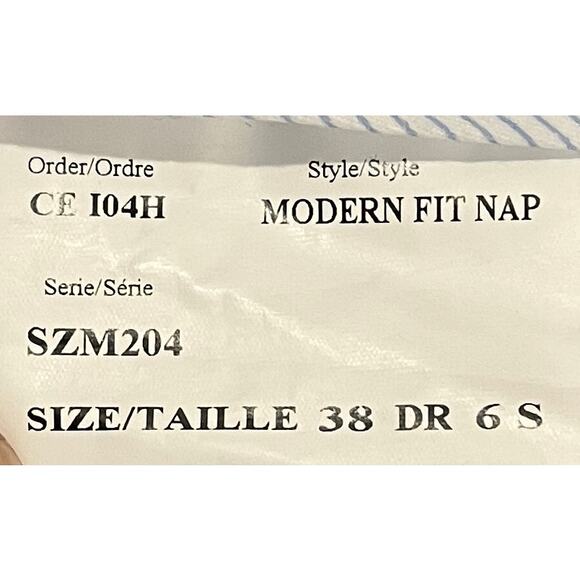 Order/Ordre Style/Style
CE I04H MODERN FIT NAP
Serie/Série
SZM204
SIZE/TAILLE 38 DR 6 S